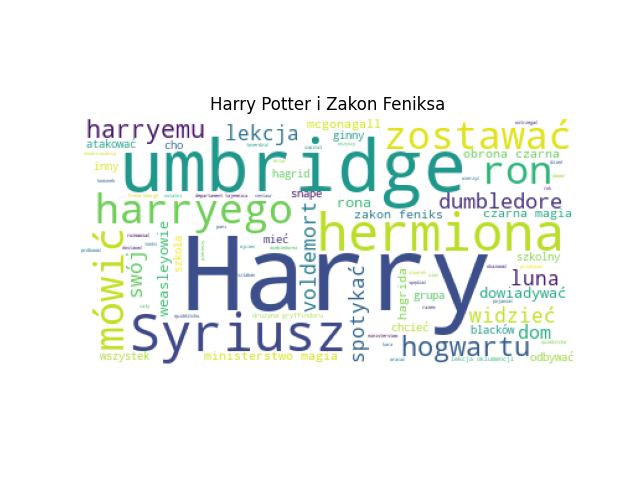 Harry Potter i Zakon Feniksa
harryemu
lekcja
mcgonagall
zostawać
atakować
cho
ginny
umbridge
obrona czarna
ron
inny
hagrid
snape
rona
dumbledore
harryego
zakon feniks
czarna magia
hermiona
mówić
swój
weasleyowie
szkoła
mieć
voldemort
Harry
spotykać
hagrida
szkolny
luna
grupa
dowiadywać
Syriusz
drużyna gryffindoru
chcieć
widzieć
blacków
dom
hogwartu
wszystek
ministerstwo magia
lekcja oklumencji
odbywać
departament tajemnica